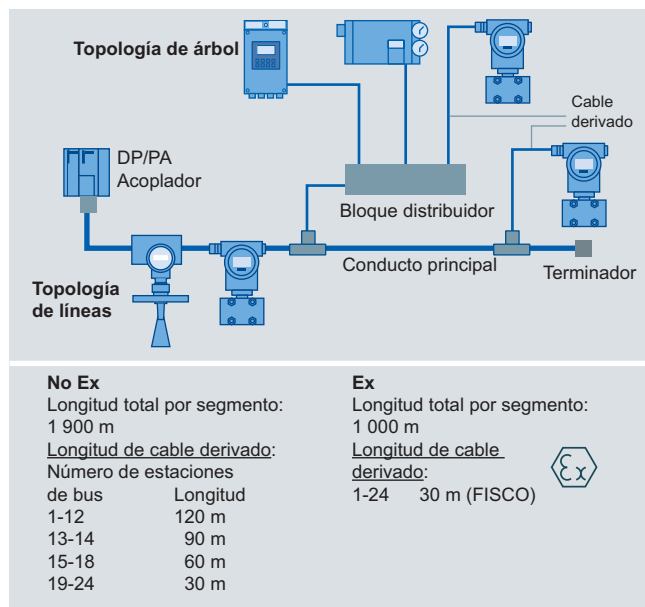 Topología de árbol
Cable
derivado
DP/PA
Acoplador
Bloque distribuidor
Conducto principal
Terminador
Topología
de líneas
No Ex
Longitud total por segmento:
1 900 m
Longitud de cable derivado:
Número de estaciones
de bus Longitud
1-12 120 m
13-14 90 m
15-18 60 m
19-24 30 m
Ex
Longitud total por segmento:
1 000 m
Longitud de cable
derivado:
1-24 30 m (FISCO)
Ex